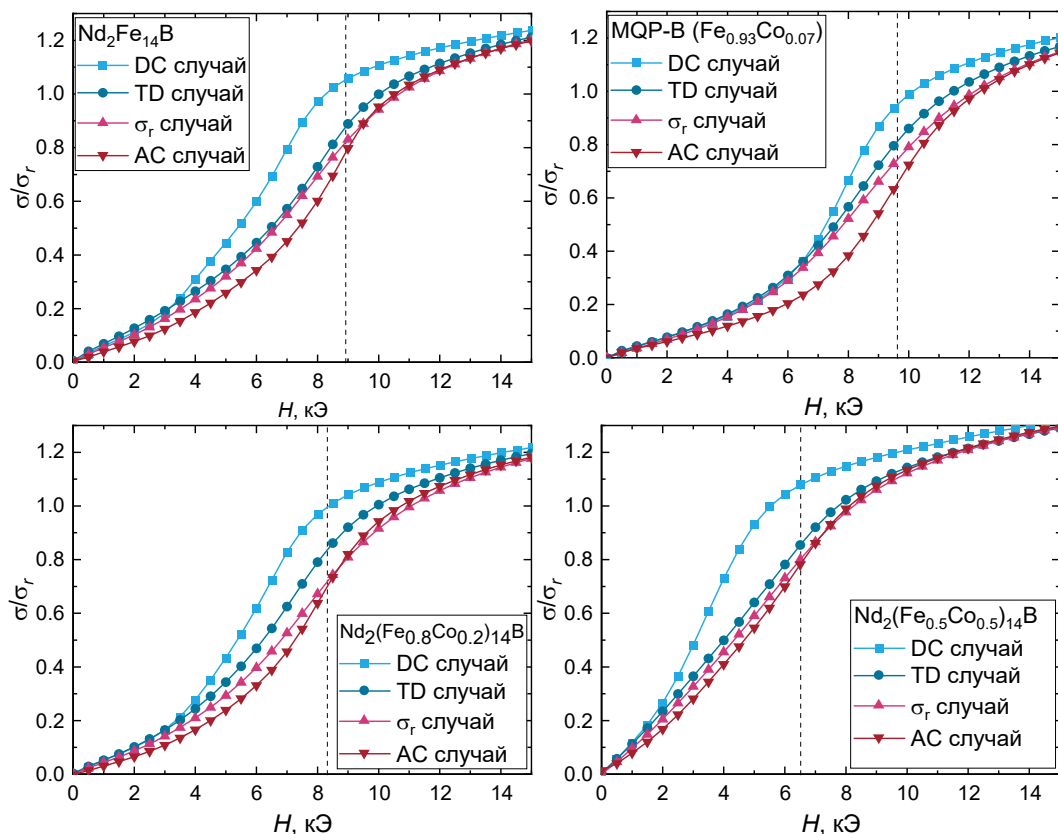 Nd2Fe14B
DC случай
TD случай
σr случай
AC случай
σ/σr
1.2
1.0
0.8
0.6
0.4
0.2
0.0
0 2 4 6 8 10 12 14
H, кЭ
MQP-B (Fe0.93Co0.07)
DC случай
TD случай
σr случай
AC случай
σ/σr
1.2
1.0
0.8
0.6
0.4
0.2
0.0
0 2 4 6 8 10 12 14
H, кЭ
Nd2(Fe0.8Co0.2)14B
DC случай
TD случай
σr случай
AC случай
σ/σr
1.2
1.0
0.8
0.6
0.4
0.2
0.0
0 2 4 6 8 10 12 14
H, кЭ
Nd2(Fe0.5Co0.5)14B
DC случай
TD случай
σr случай
AC случай
σ/σr
1.2
1.0
0.8
0.6
0.4
0.2
0.0
0 2 4 6 8 10 12 14
H, кЭ